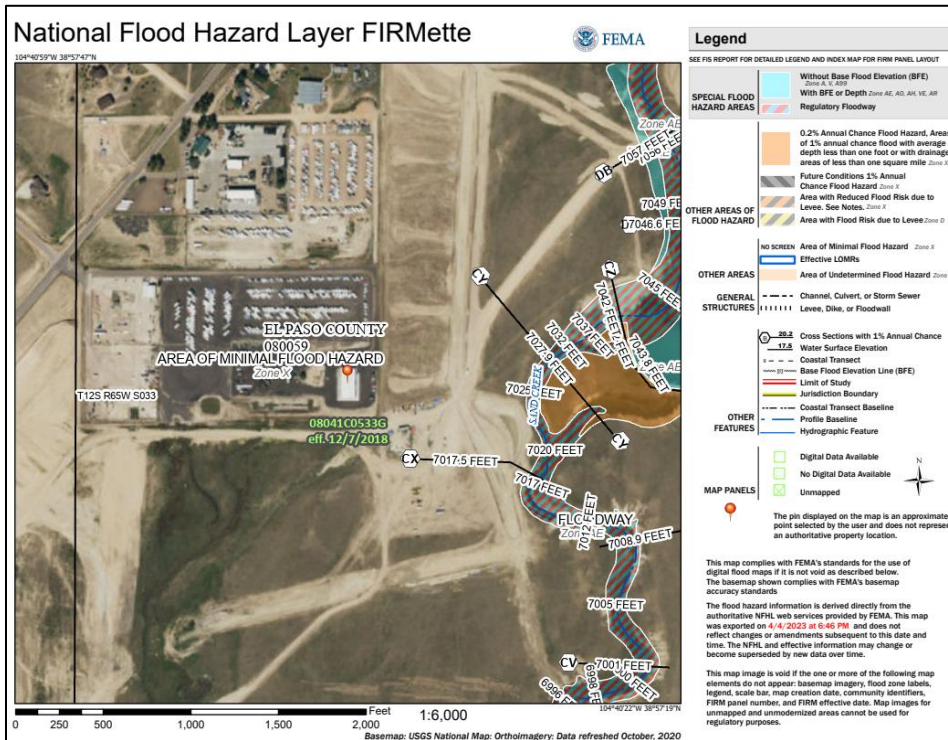 National Flood Hazard Layer FIRMette
FEMA
104°40'59"W 38°57'47"N
Zone AE
DB
7057 FEET
7056 FEET
7049 FE
7046.6 FEET
7045 FEET
CY
CZ
7042 FEET
7043.8 FEET
7037 FEET
7032 FEET
7027.9 FEET
Zone AE
EL PASO COUNTY
080059
AREA OF MINIMAL FLOOD HAZARD
Zone X
T12S R65W S033
SAND CREEK
08041C0533G
eff. 12/7/2018
CY
7020 FEET
CX
7017.5 FEET
7017 FEET
FLOODWAY
Zone AE
7012 FEET
7008.9 FEET
7005 FEET
CV
7001 FEET
6998 FEET
6996 FEET
104°40'22"W 38°57'19"N
Feet
0 250 500 1,000 1,500 2,000
1:6,000
Basemap: USGS National Map: Orthoimagery: Data refreshed October, 2020
Legend
SEE FIS REPORT FOR DETAILED LEGEND AND INDEX MAP FOR FIRM PANEL LAYOUT
SPECIAL FLOOD
HAZARD AREAS
Without Base Flood Elevation (BFE)
Zone A, V, A99
With BFE or Depth Zone AE, AO, AH, VE, AR
Regulatory Floodway
OTHER AREAS OF
FLOOD HAZARD
0.2% Annual Chance Flood Hazard, Area
of 1% annual chance flood with average
depth less than one foot or with drainage
areas of less than one square mile Zone X
Future Conditions 1% Annual
Chance Flood Hazard Zone X
Area with Reduced Flood Risk due to
Levee. See Notes. Zone X
Area with Flood Risk due to Levee Zone D
OTHER AREAS
NO SCREEN Area of Minimal Flood Hazard Zone X
Effective LOMRs
Area of Undetermined Flood Hazard Zone
GENERAL
STRUCTURES
Channel, Culvert, or Storm Sewer
Levee, Dike, or Floodwall
OTHER
FEATURES
B 20.2 Cross Sections with 1% Annual Chance
17.5 Water Surface Elevation
8 Coastal Transect
513 Base Flood Elevation Line (BFE)
Limit of Study
Jurisdiction Boundary
Coastal Transect Baseline
Profile Baseline
Hydrographic Feature
MAP PANELS
Digital Data Available
No Digital Data Available
Unmapped
N
The pin displayed on the map is an approximate
point selected by the user and does not represe
an authoritative property location.
This map complies with FEMA's standards for the use of
digital flood maps if it is not void as described below.
The basemap shown complies with FEMA's basemap
accuracy standards
The flood hazard information is derived directly from the
authoritative NFHL web services provided by FEMA. This map
was exported on 4/4/2023 at 6:46 PM and does not
reflect changes or amendments subsequent to this date and
time. The NFHL and effective information may change or
become superseded by new data over time.
This map image is void if the one or more of the following map
elements do not appear: basemap imagery, flood zone labels,
legend, scale bar, map creation date, community identifiers,
FIRM panel number, and FIRM effective date. Map images for
unmapped and unmodernized areas cannot be used for
regulatory purposes.